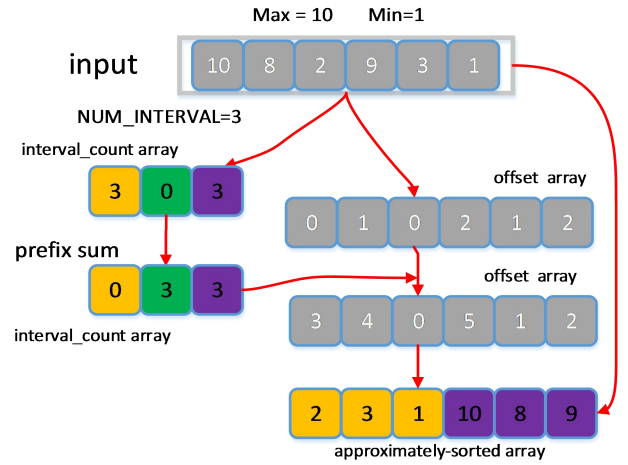 Max = 10 Min=1
input
10 8 2 9 3 1
NUM_INTERVAL=3
interval_count array
3 0 3
offset array
0 1 0 2 1 2
prefix sum
0 3 3
offset array
interval_count array
3 4 0 5 1 2
2 3 1 10 8 9
approximately-sorted array